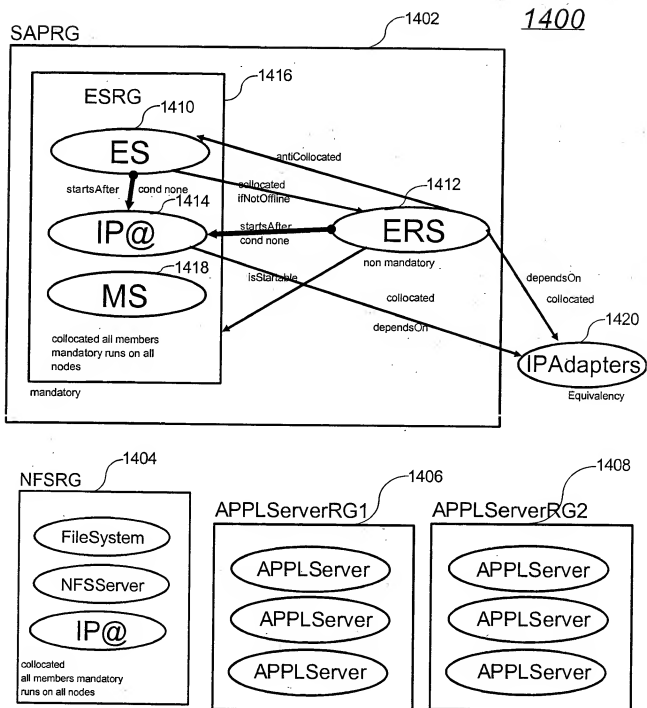 1400
1402
SAPRG
1416
ESRG
1410
ES
antiCollocated
startsAfter cond none
collocated
ifNotOffline
1412
1414
IP@
startsAfter
cond none
ERS
1418
non mandatory
MS
isStartable
collocated
dependsOn
dependsOn
collocated
1420
IPAdapters
Equivalency
collocated all members
mandatory runs on all
nodes
mandatory
1404
NFSRG
FileSystem
NFSServer
IP@
collocated
all members mandatory
runs on all nodes
1406
APPLServerRG1
APPLServer
APPLServer
APPLServer
1408
APPLServerRG2
APPLServer
APPLServer
APPLServer